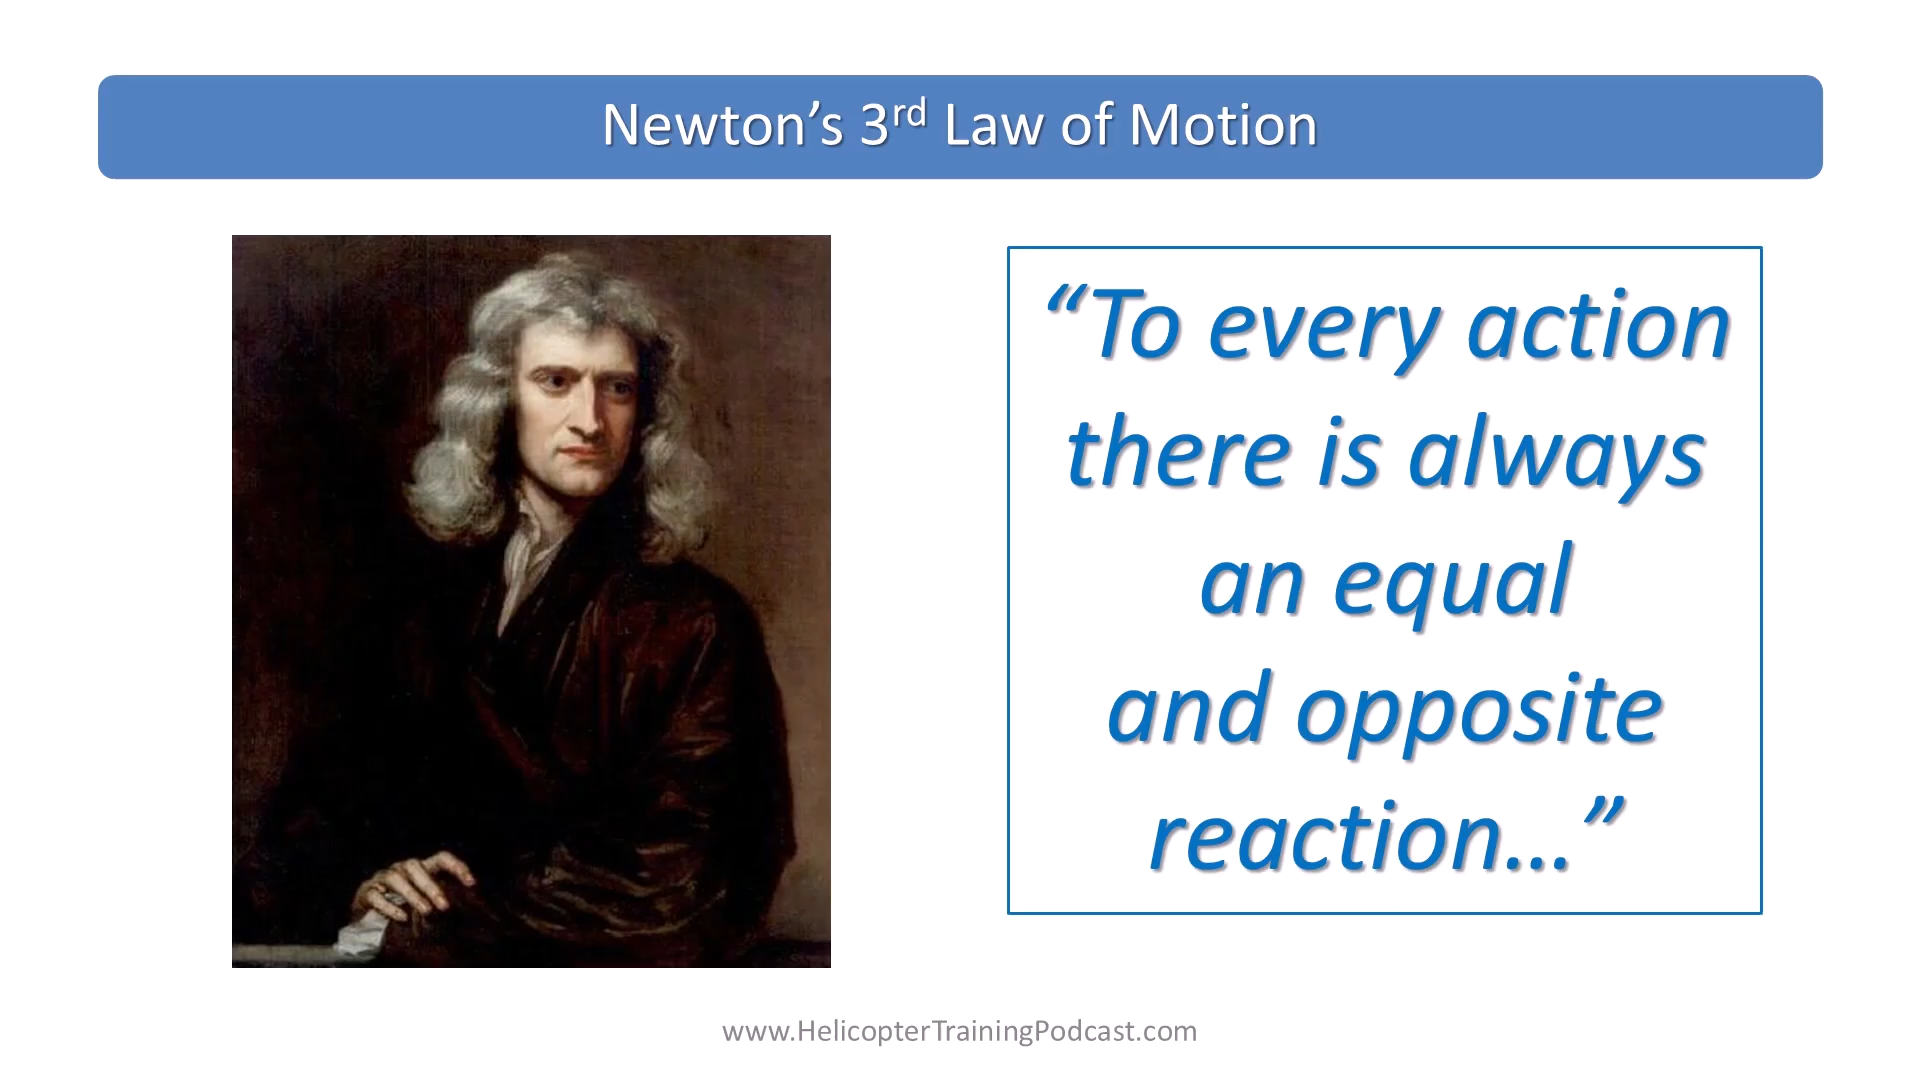 Newton’s 3rd Law of Motion
“To every action
there is always
an equal
and opposite
reaction…”
www.HelicopterTrainingPodcast.com